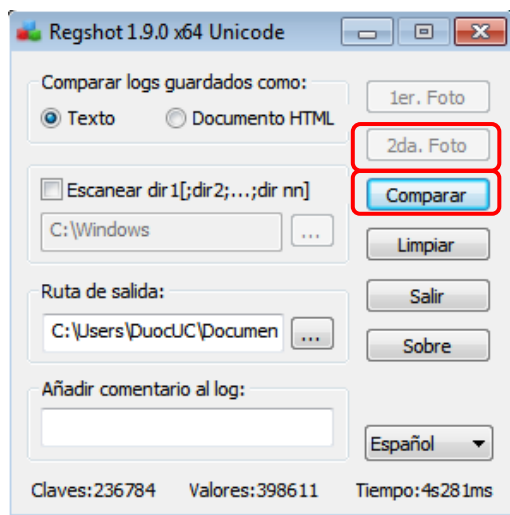 Regshot 1.9.0 x64 Unicode
Comparar logs guardados como:
Texto
Documento HTML
1er. Foto
2da. Foto
Escanear dir1[;dir2;...;dir nn]
Comparar
C:\Windows
...
Limpiar
Ruta de salida:
Salir
C:\Users\DuocUC\Documen
...
Sobre
Añadir comentario al log:
Español
Claves:236784
Valores:398611
Tiempo:4s281ms